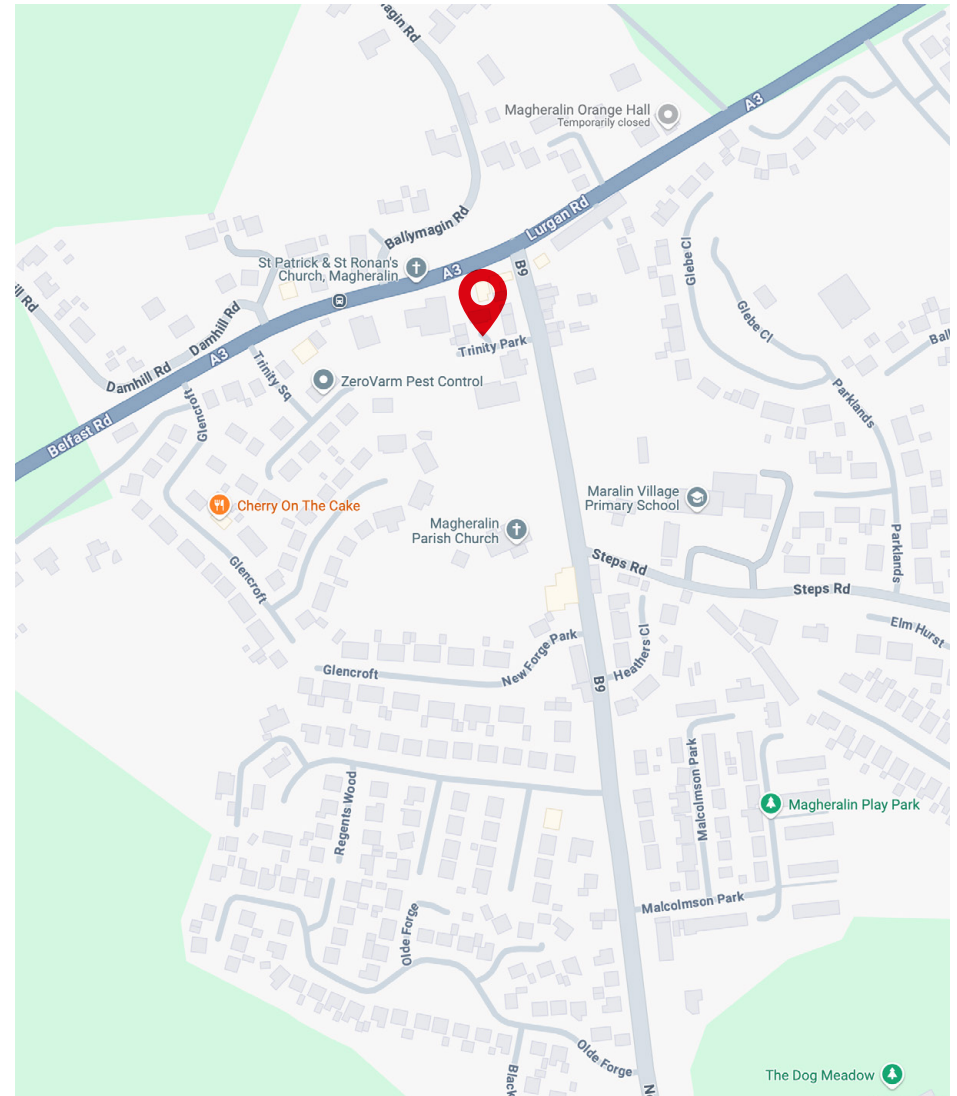 Magheralin Orange Hall
Temporarily closed
A3
Lurgan Rd
Ballymagin Rd
St Patrick & St Ronan's
Church, Magheralin
A3
B9
Glebe Cl
Glebe Cl
Damhill Rd
Damhill Rd
A3
Trinity Park
Trinity Sq
ZeroVarm Pest Control
Parklands
Glencroft
Belfast Rd
Maralin Village
Primary School
Cherry On The Cake
Magheralin
Parish Church
Parklands
Steps Rd
Steps Rd
Glencroft
Elm Hurst
New Forge Park
Heathers Cl
Glencroft
B9
Malcolmson Park
Regents Wood
Magheralin Play Park
Malcolmson Park
Olde Forge
Olde Forge
The Dog Meadow